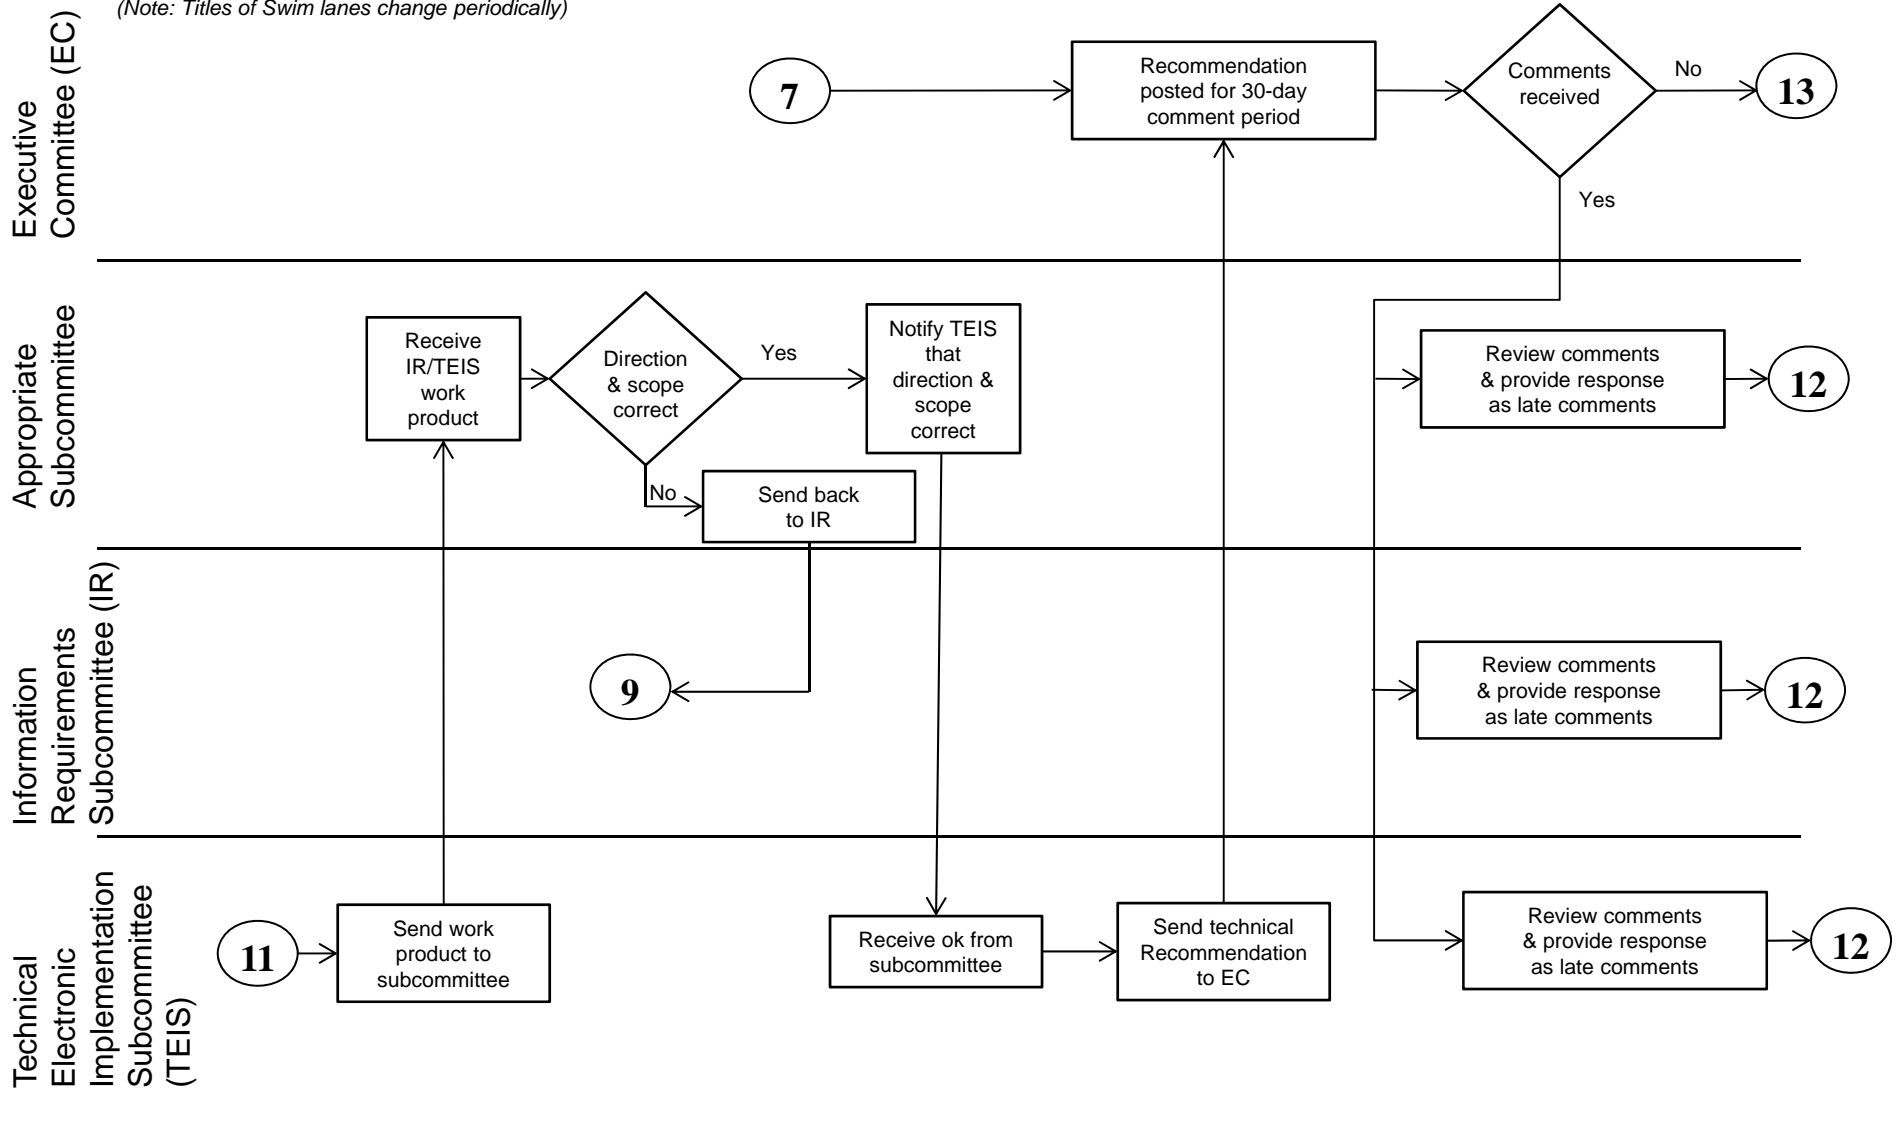 (Note: Titles of Swim lanes change periodically)
Executive
Committee (EC)
7
Recommendation
posted for 30-day
comment period
Comments
received
No
13
Yes
Appropriate
Subcommittee
Receive
IR/TEIS
work
product
Direction
& scope
correct
Yes
Notify TEIS
that
direction &
scope
correct
No
Send back
to IR
Review comments
& provide response
as late comments
12
Information
Requirements
Subcommittee (IR)
9
Review comments
& provide response
as late comments
12
Technical
Electronic
Implementation
Subcommittee
(TEIS)
11
Send work
product to
subcommittee
Receive ok from
subcommittee
Send technical
Recommendation
to EC
Review comments
& provide response
as late comments
12